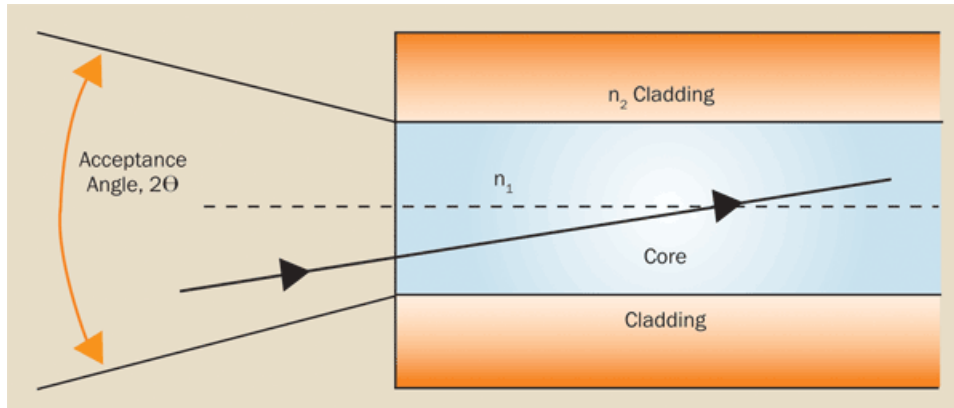 n₂ Cladding
Acceptance
Angle, 2Θ
n₁
Core
Cladding